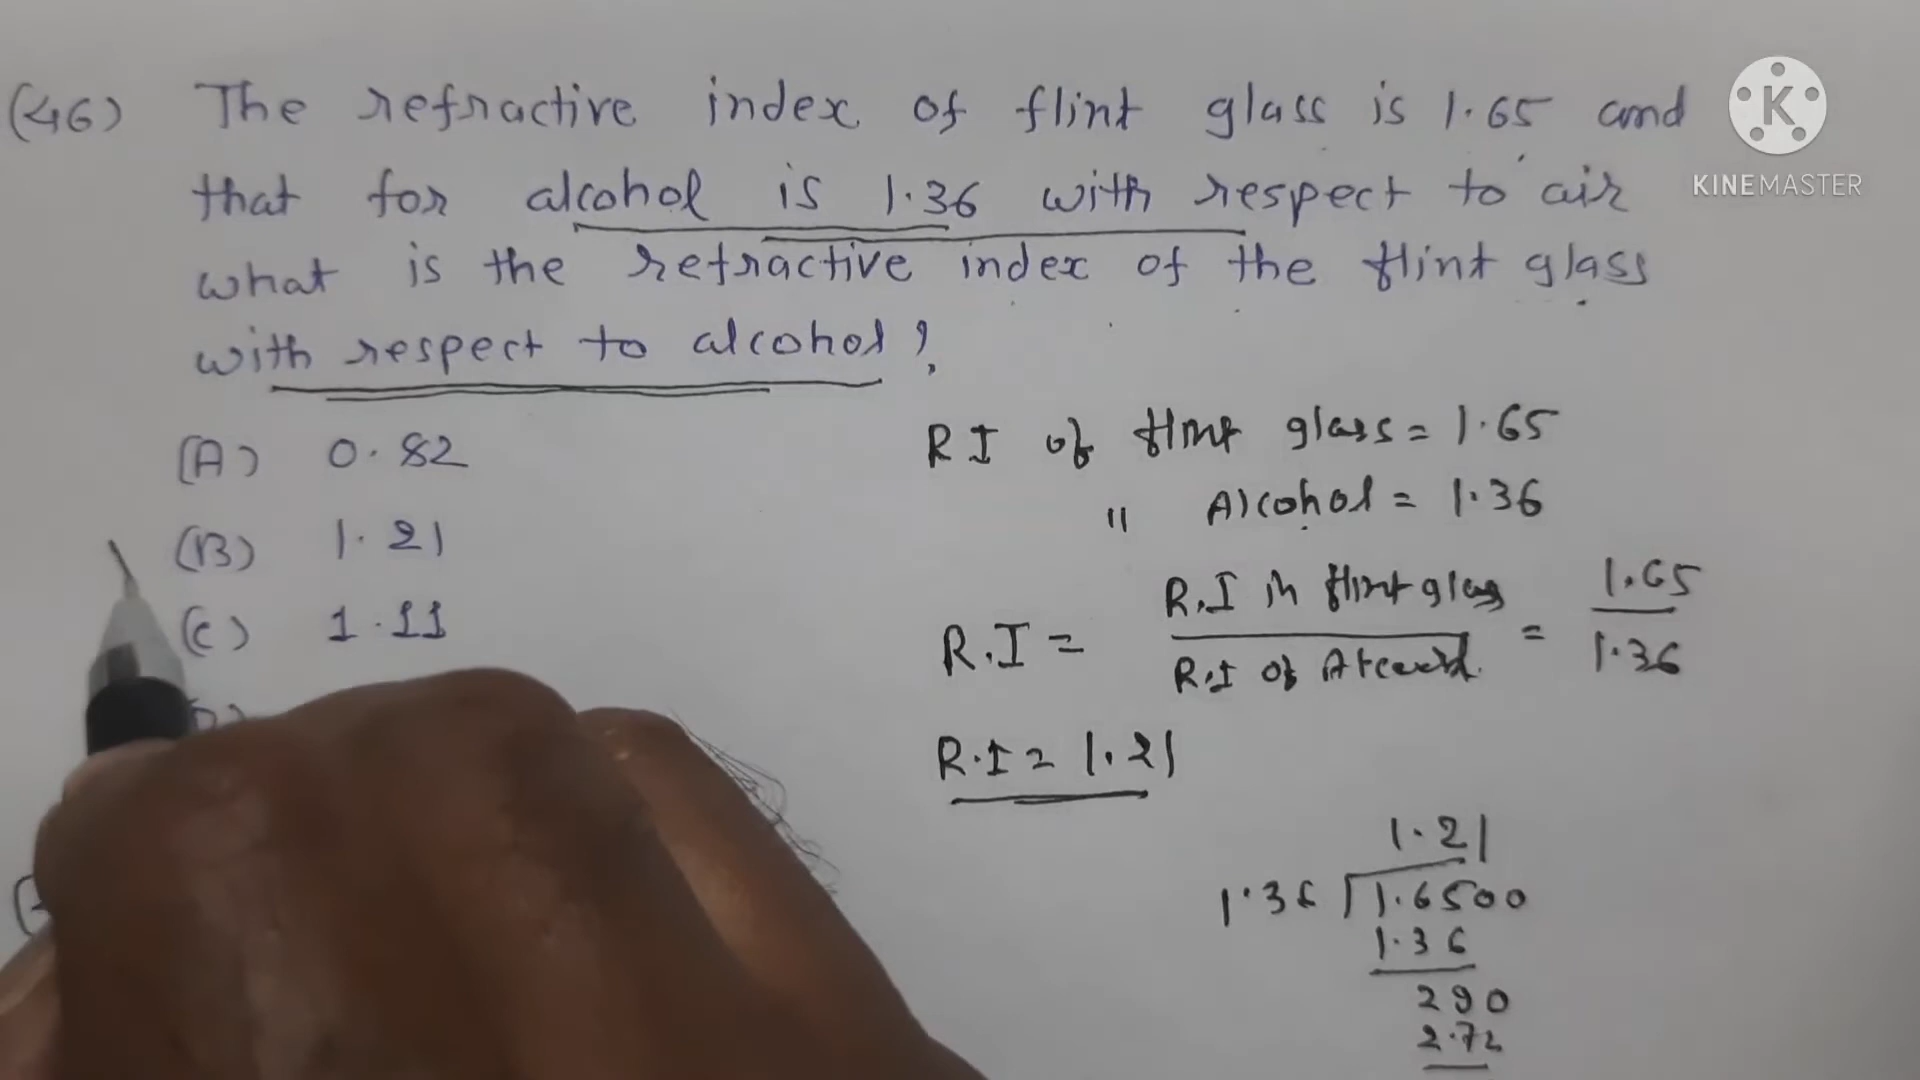 (46) The refractive index of flint glass is 1.65 and
that for alcohol is 1.36 with respect to air
what is the refractive index of the flint glass
with respect to alcohol?
(A) 0.82
(B) 1.21
(C) 1.11
RI of flint glass = 1.65
" Alcohol = 1.36
R.I = R.I in flint glass = 1.65
R.I of 1.36
R.I = 1.21
1.21
1.36 1.6500
1.36
290
2.72
K
KINEMASTER